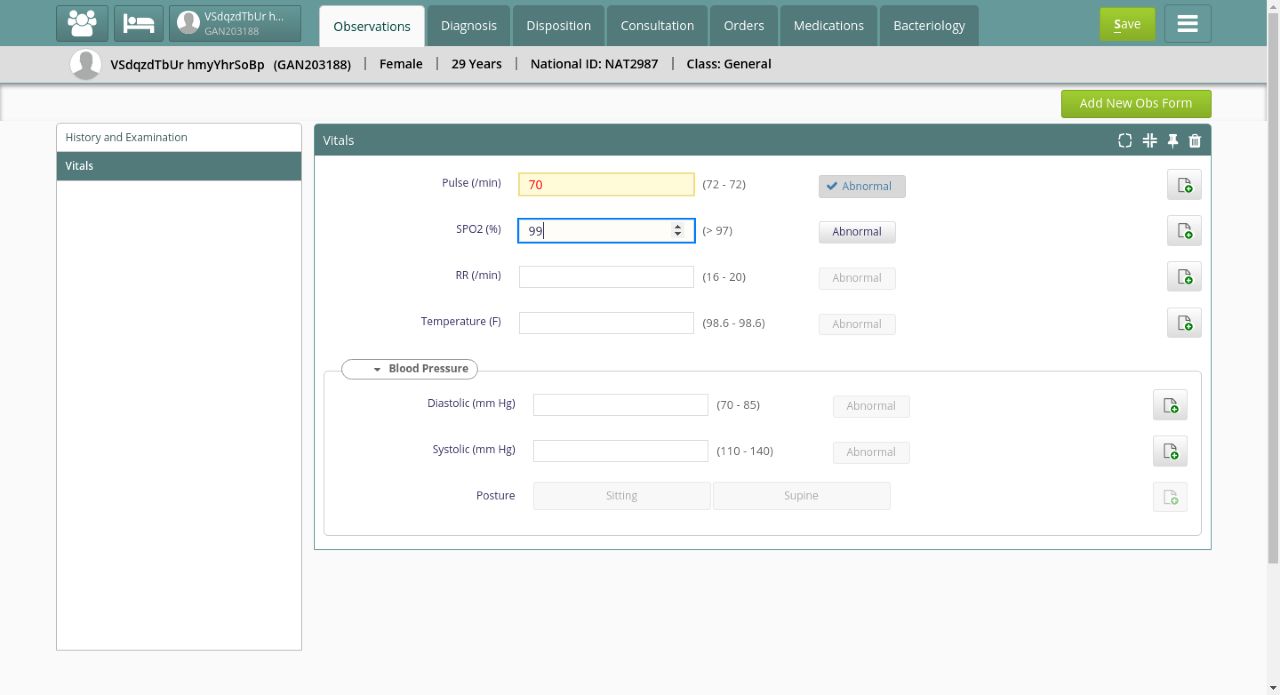 VSdqzdTbUr h...
GAN203188
Observations
Diagnosis
Disposition
Consultation
Orders
Medications
Bacteriology
Save
VSdqzdTbUr hmyYhrSoBp (GAN203188) | Female | 29 Years | National ID: NAT2987 | Class: General
Add New Obs Form
History and Examination
Vitals
Vitals
Pulse (/min) 70 (72 - 72) Abnormal
SPO2 (%) 99 (> 97) Abnormal
RR (/min) (16 - 20) Abnormal
Temperature (F) (98.6 - 98.6) Abnormal
Blood Pressure
Diastolic (mm Hg) (70 - 85) Abnormal
Systolic (mm Hg) (110 - 140) Abnormal
Posture Sitting Supine